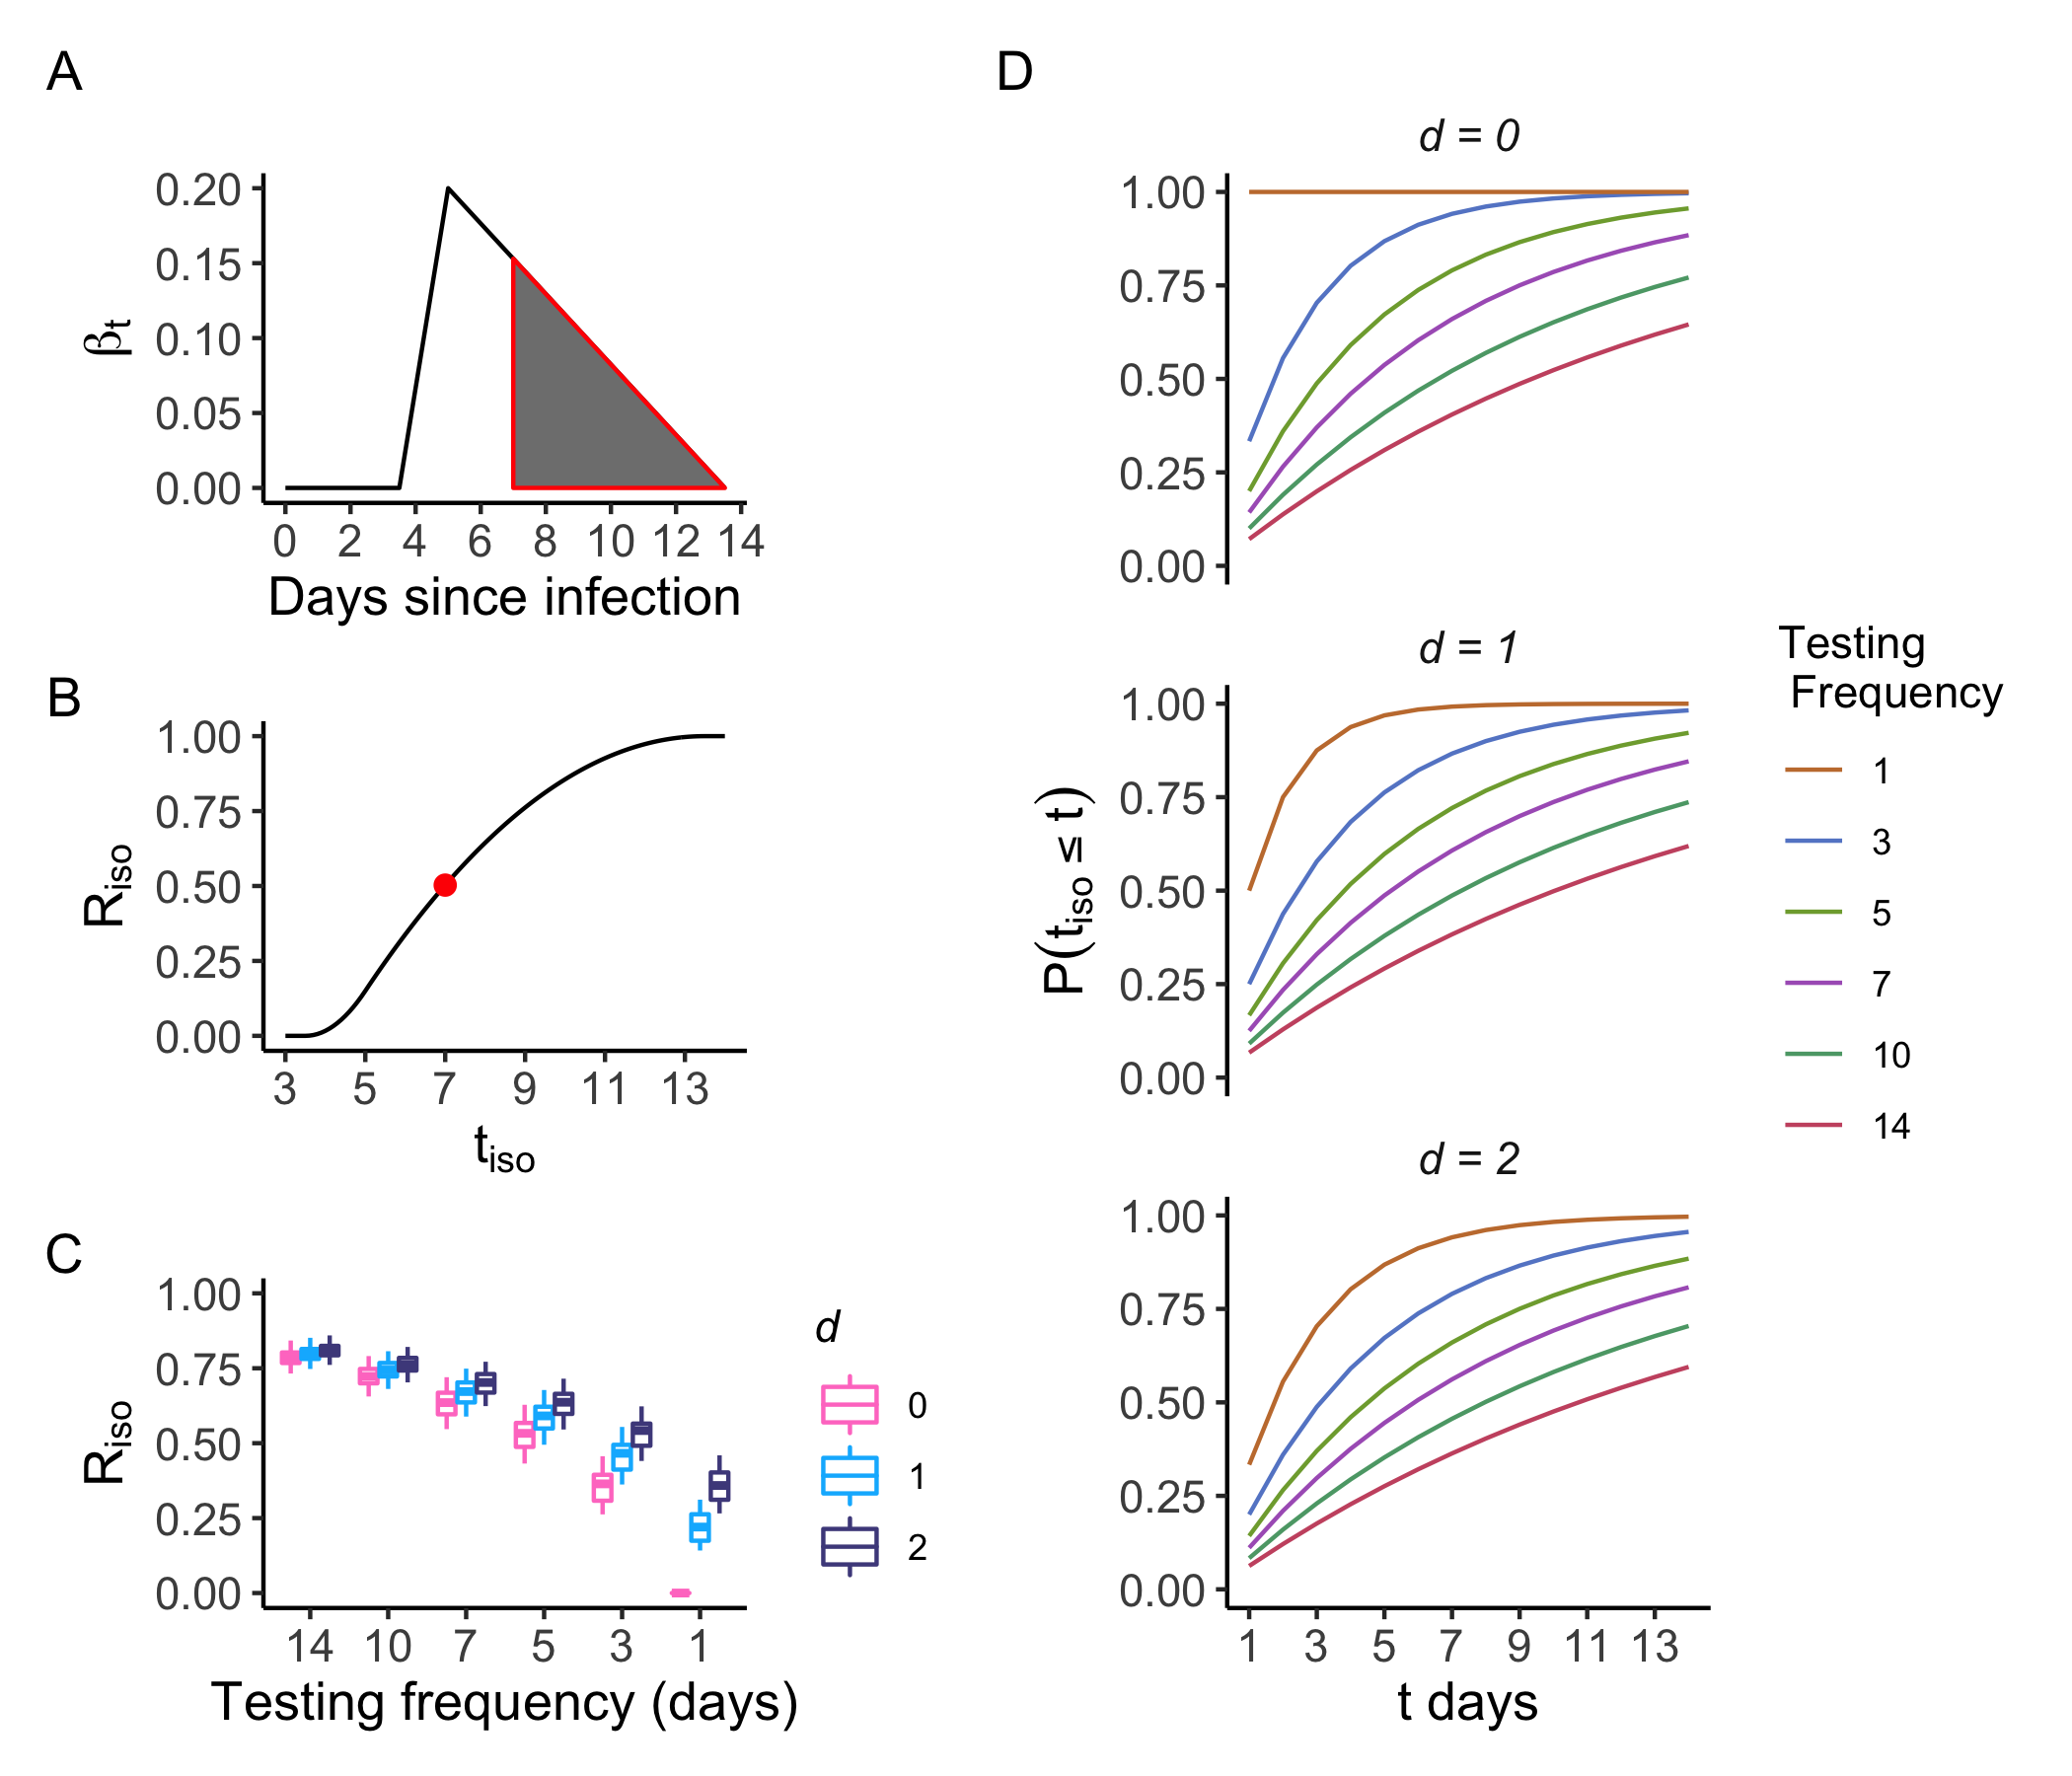 A
0.20
0.15
0.10
0.05
0.00
βt
0 2 4 6 8 10 12 14
Days since infection
B
1.00
0.75
0.50
0.25
0.00
Riso
3 5 7 9 11 13
tiso
C
1.00
0.75
0.50
0.25
0.00
Riso
14 10 7 5 3 1
Testing frequency (days)
d
0
1
2
D
d = 0
1.00
0.75
0.50
0.25
0.00
d = 1
1.00
0.75
0.50
0.25
0.00
P(tiso ≤ t)
d = 2
1.00
0.75
0.50
0.25
0.00
1 3 5 7 9 11 13
t days
Testing
Frequency
1
3
5
7
10
14